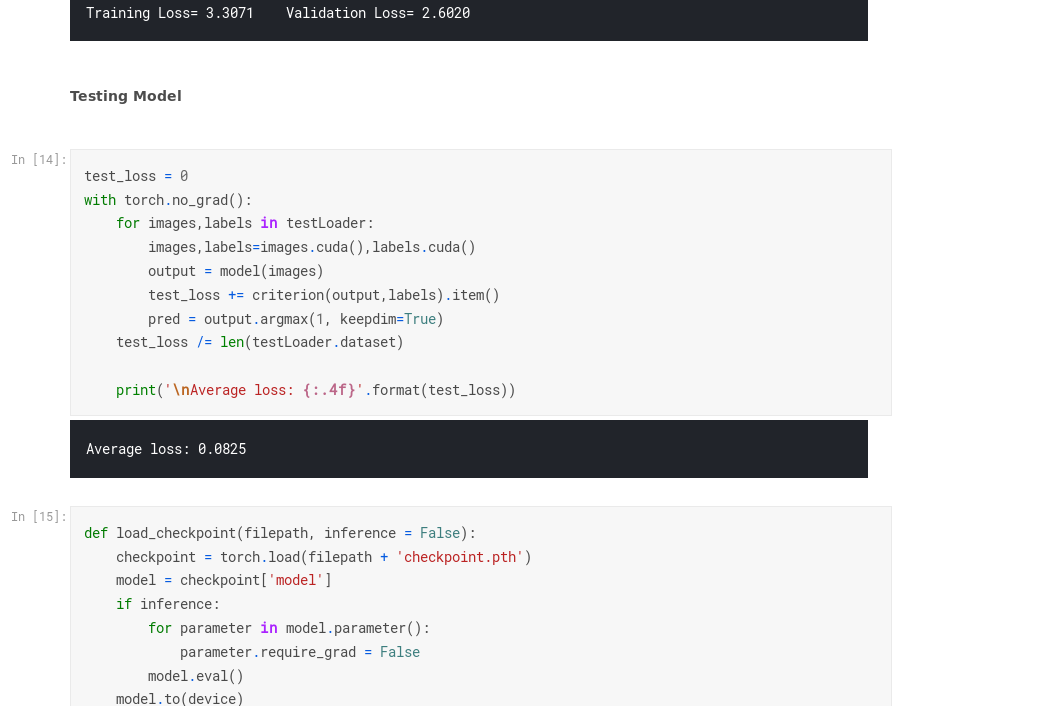 Training Loss= 3.3071    Validation Loss= 2.6020
Testing Model
In [14]:
test_loss = 0
with torch.no_grad():
    for images,labels in testLoader:
        images,labels=images.cuda(),labels.cuda()
        output = model(images)
        test_loss += criterion(output,labels).item()
        pred = output.argmax(1, keepdim=True)
    test_loss /= len(testLoader.dataset)
    print('\nAverage loss: {:.4f}'.format(test_loss))
Average loss: 0.0825
In [15]:
def load_checkpoint(filepath, inference = False):
    checkpoint = torch.load(filepath + 'checkpoint.pth')
    model = checkpoint['model']
    if inference:
        for parameter in model.parameter():
            parameter.require_grad = False
        model.eval()
    model.to(device)